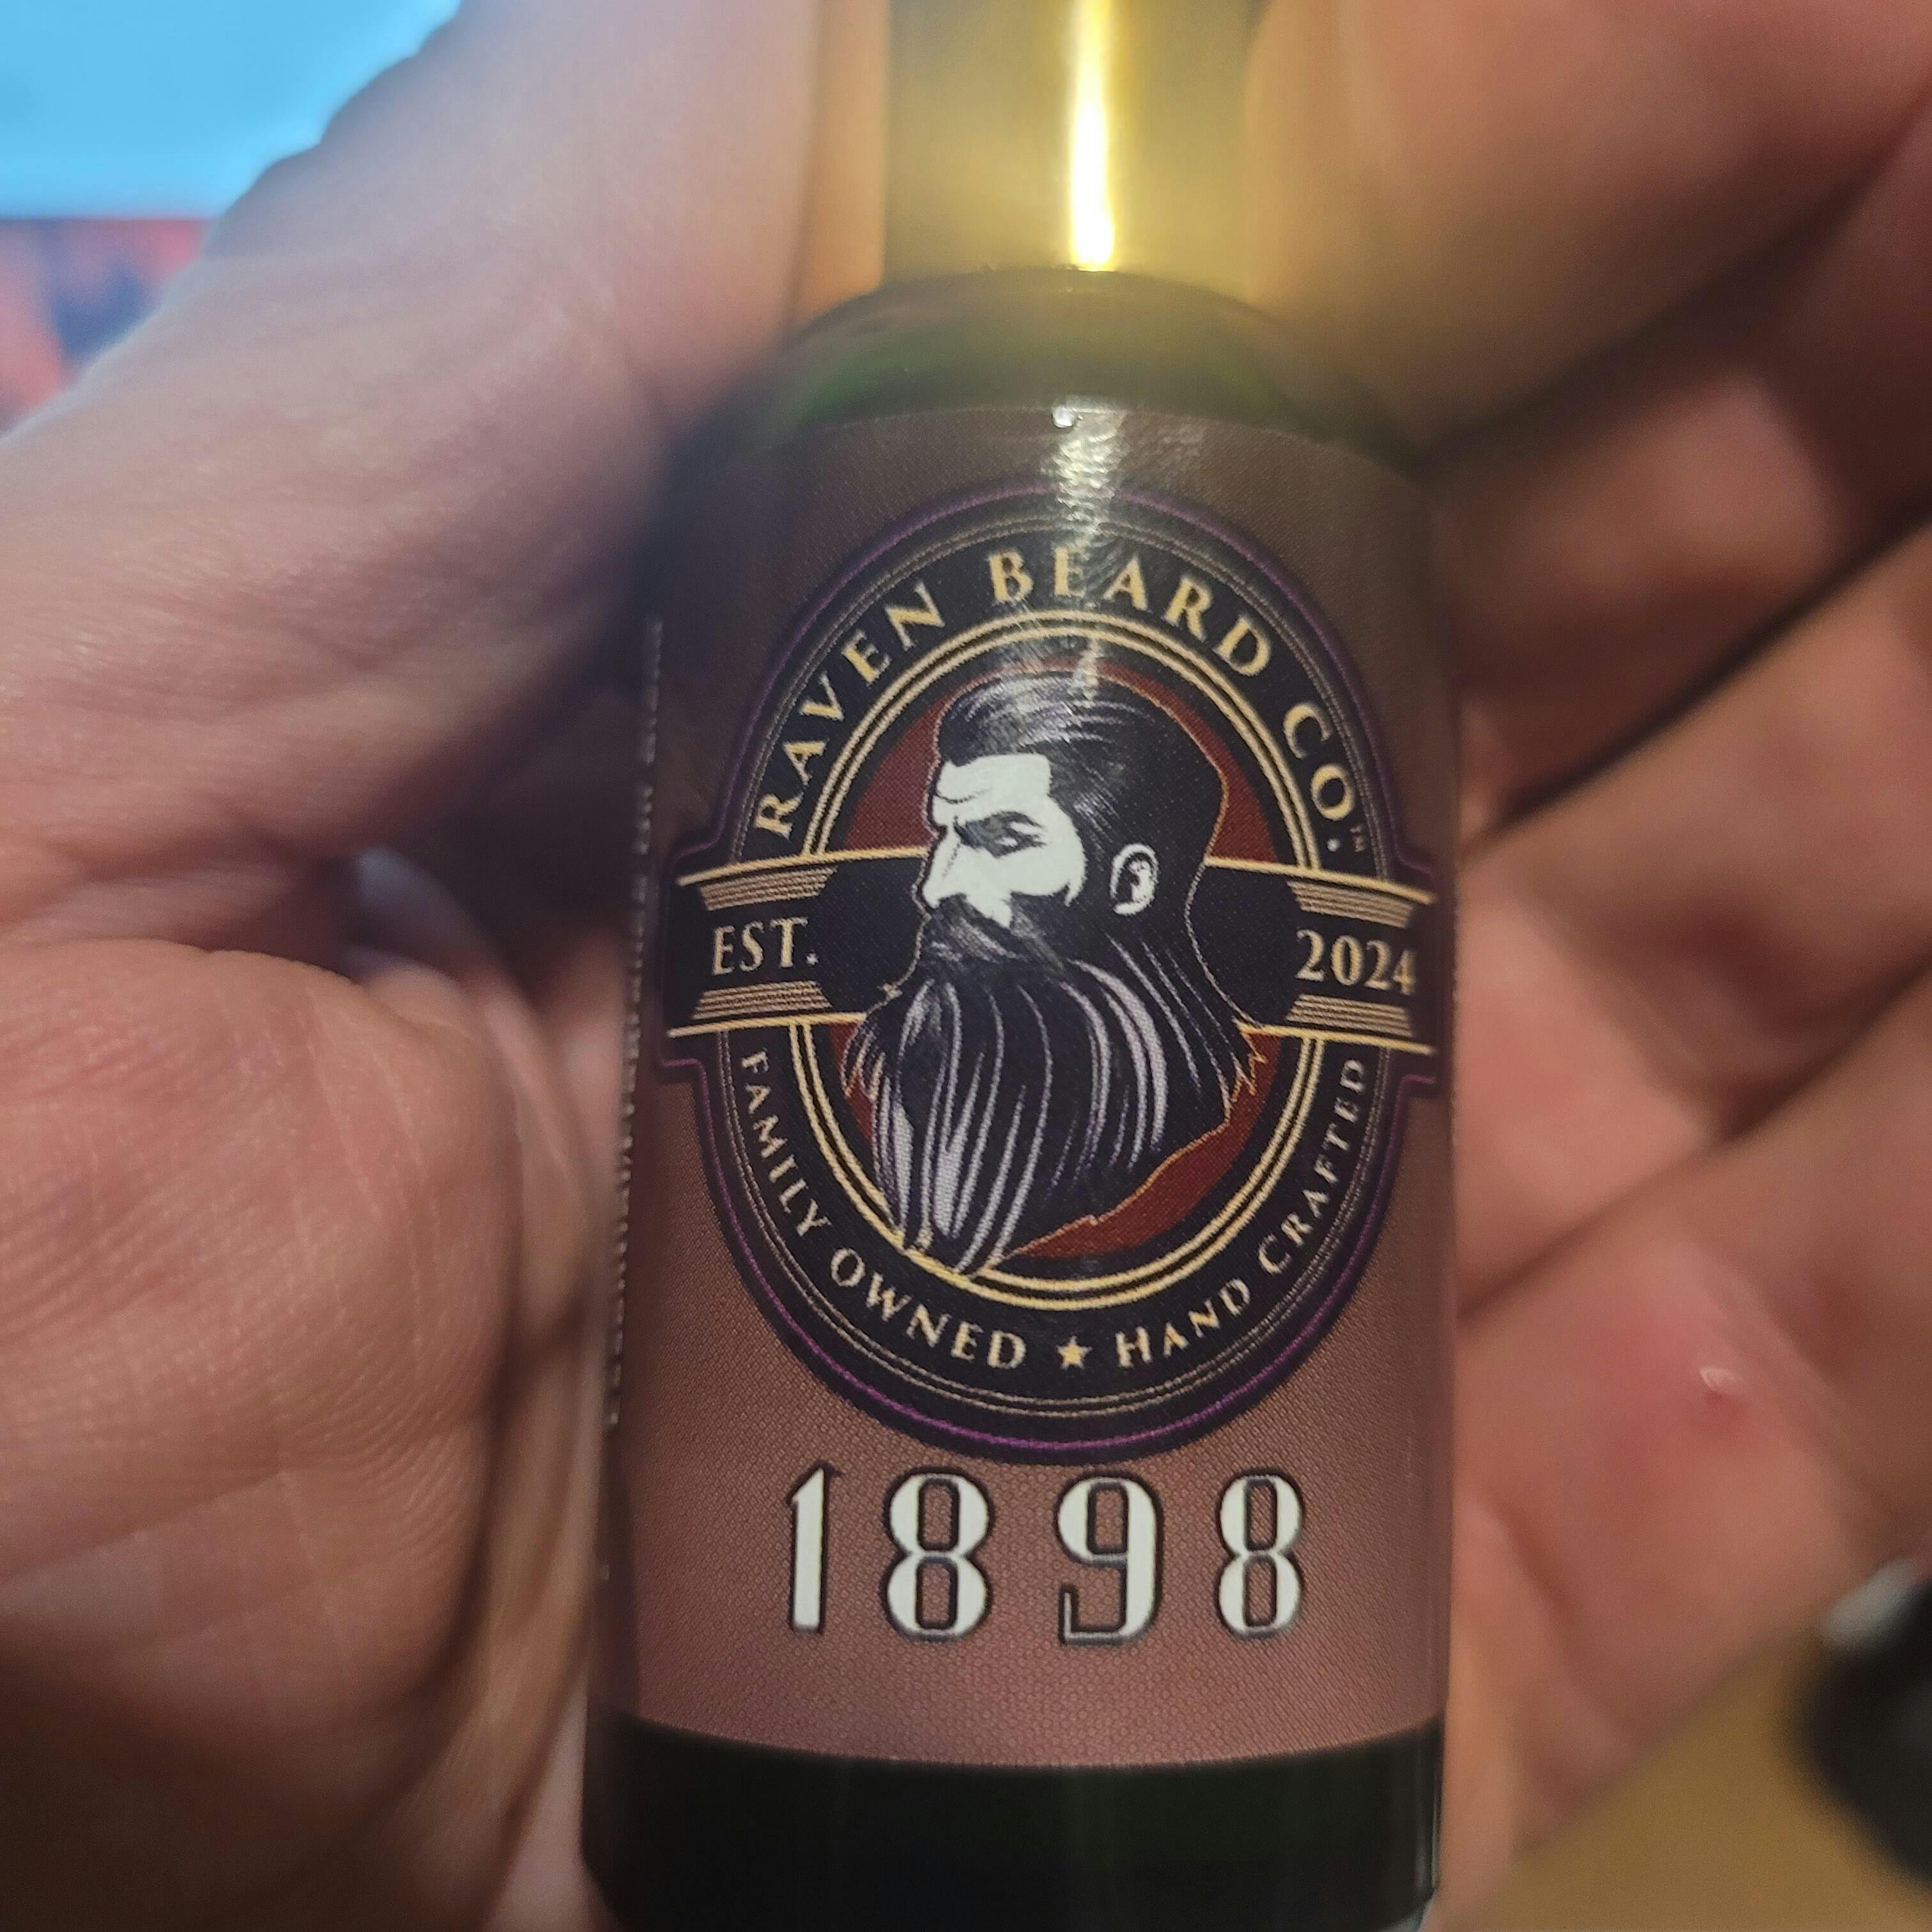 RAVEN BEARD CO.™
EST. 2024
FAMILY OWNED ★ HAND CRAFTED
1898